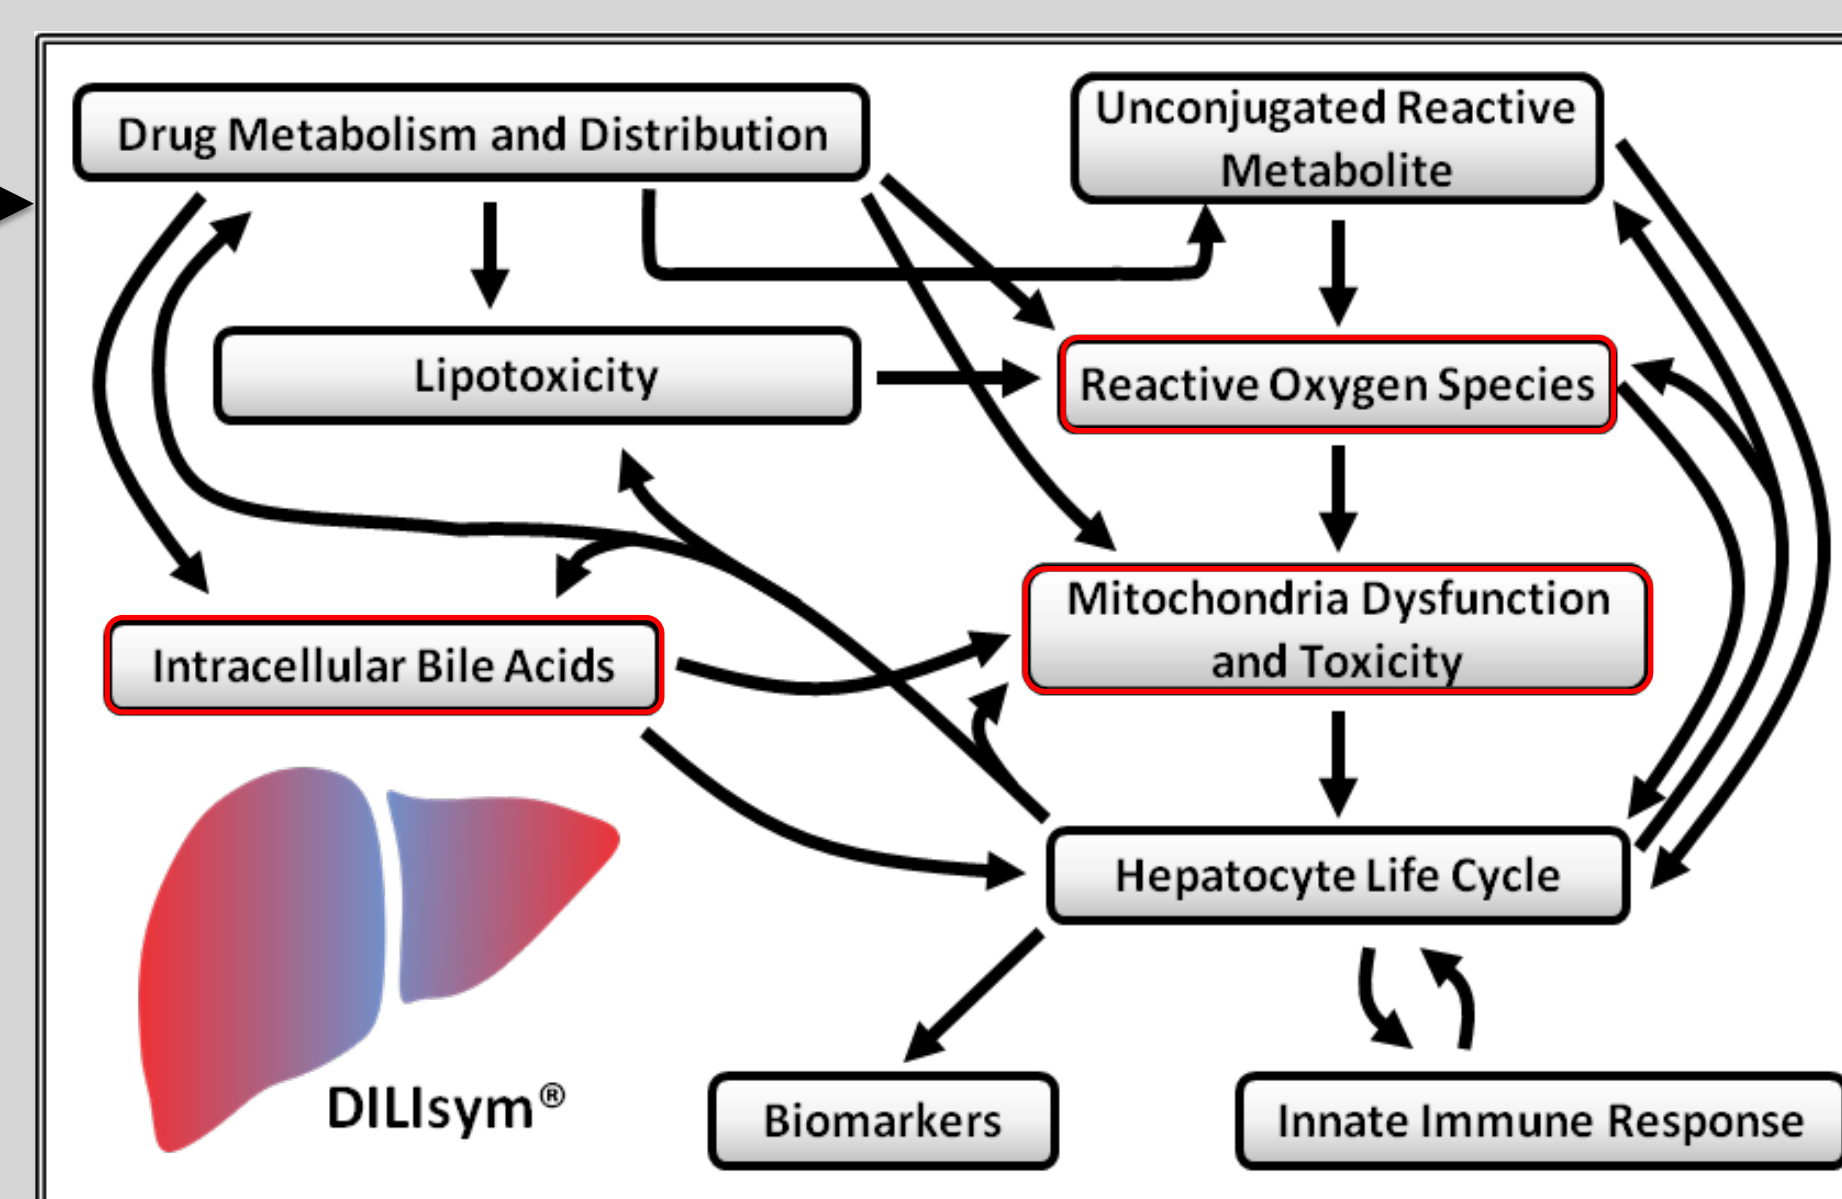 Drug Metabolism and Distribution
Unconjugated Reactive
Metabolite
Lipotoxicity
Reactive Oxygen Species
Mitochondria Dysfunction
and Toxicity
Intracellular Bile Acids
Hepatocyte Life Cycle
DILIsym®
Biomarkers
Innate Immune Response